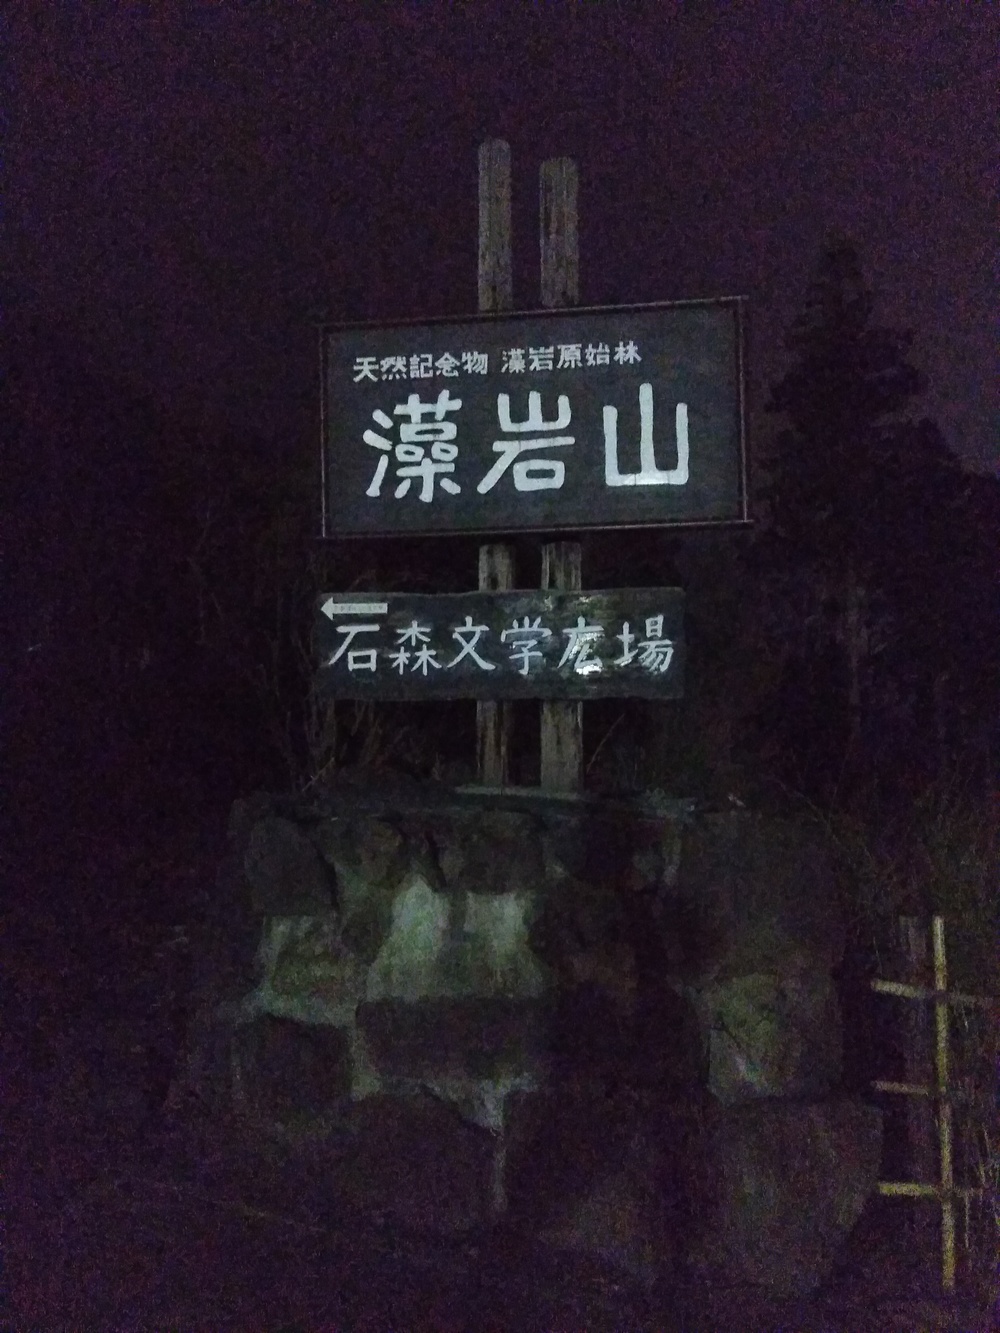 天然記念物 藻岩原始林
藻岩山
石森文学広場